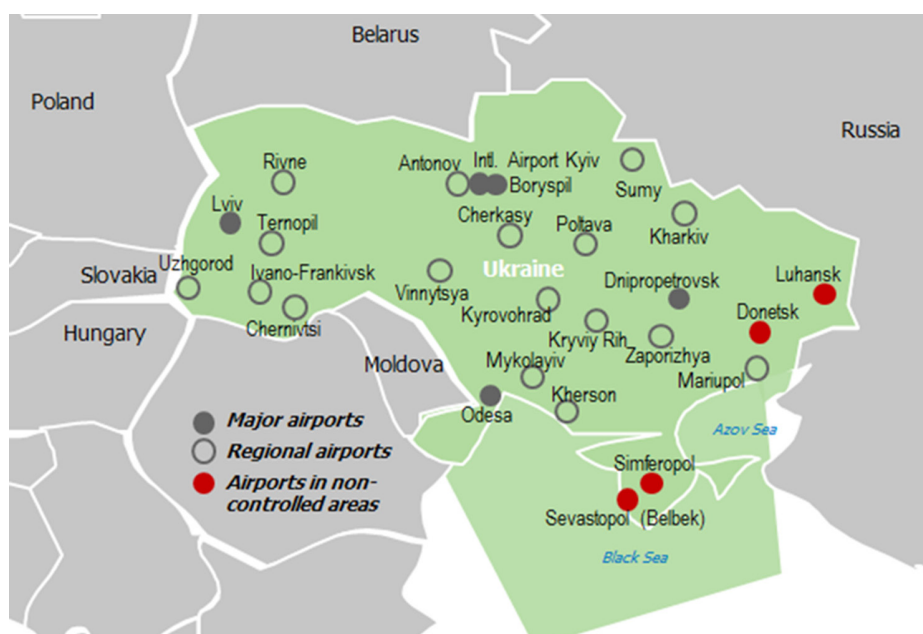 Belarus
Poland
Russia
Rivne
Antonov
Intl. Airport Kyiv
Boryspil
Sumy
Lviv
Ternopil
Cherkasy
Poltava
Kharkiv
Slovakia
Uzhgorod
Ivano-Frankivsk
Ukraine
Vinnytsya
Dnipropetrovsk
Luhansk
Hungary
Chernivtsi
Kyrovohrad
Kryviy Rih
Donetsk
Zaporizhya
Moldova
Mykolayiv
Mariupol
Odesa
Kherson
Azov Sea
Major airports
Regional airports
Airports in non-
controlled areas
Simferopol
Sevastopol (Belbek)
Black Sea